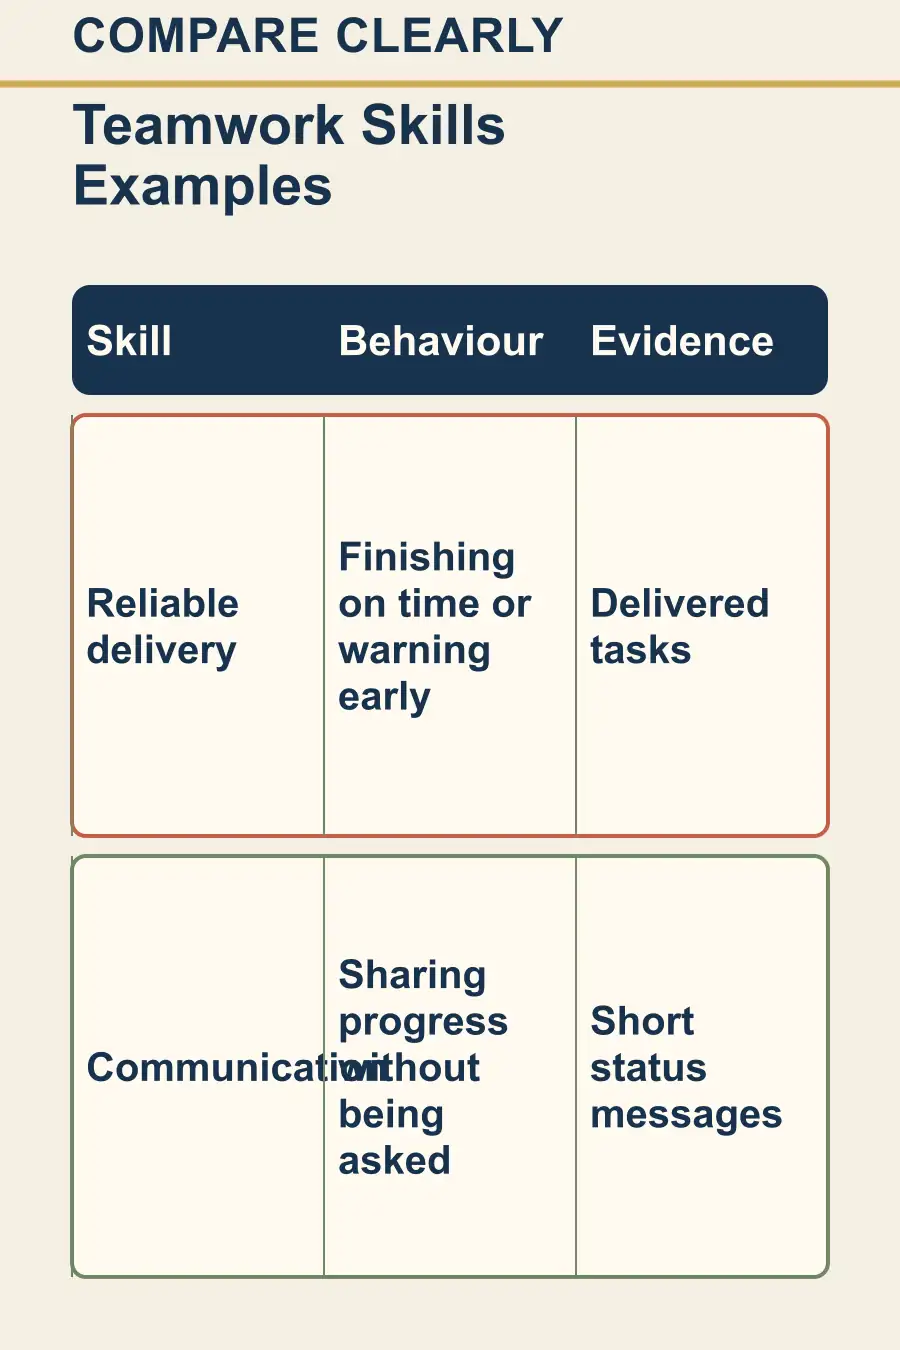 COMPARE CLEARLY
Teamwork Skills
Examples
Skill
Behaviour
Evidence
Reliable
delivery
Finishing
on time or
warning
early
Delivered
tasks
Communication
Sharing
progress
without
being
asked
Short
status
messages